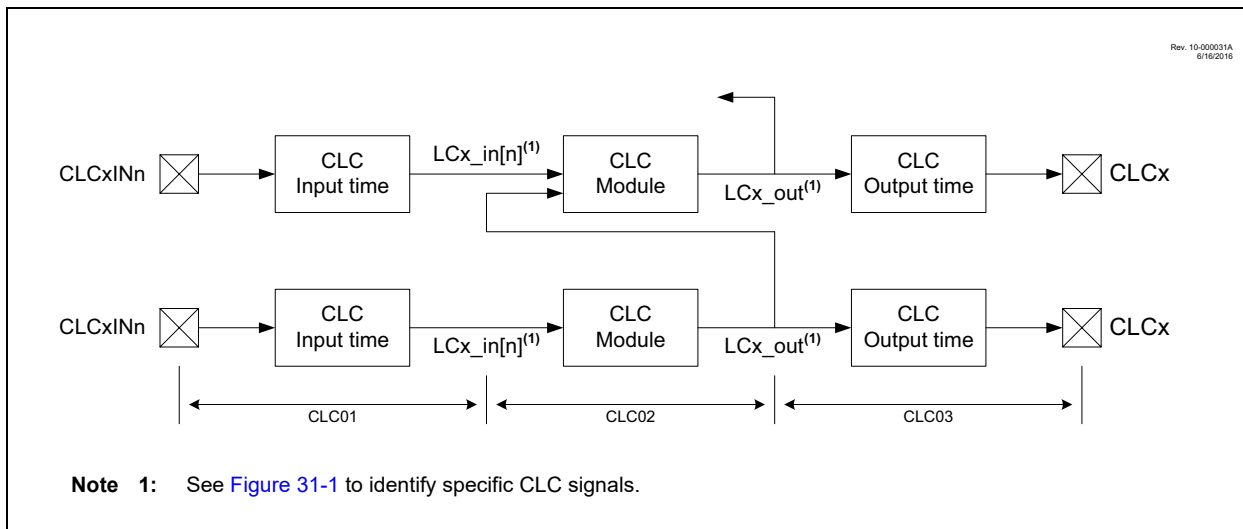 Rev. 10-000031A
6/16/2016
CLCxINn
CLC
Input time
LCx_in[n](1)
CLC
Module
LCx_out(1)
CLC
Output time
CLCx
CLCxINn
CLC
Input time
LCx_in[n](1)
CLC
Module
LCx_out(1)
CLC
Output time
CLCx
CLC01
CLC02
CLC03
Note 1: See Figure 31-1 to identify specific CLC signals.